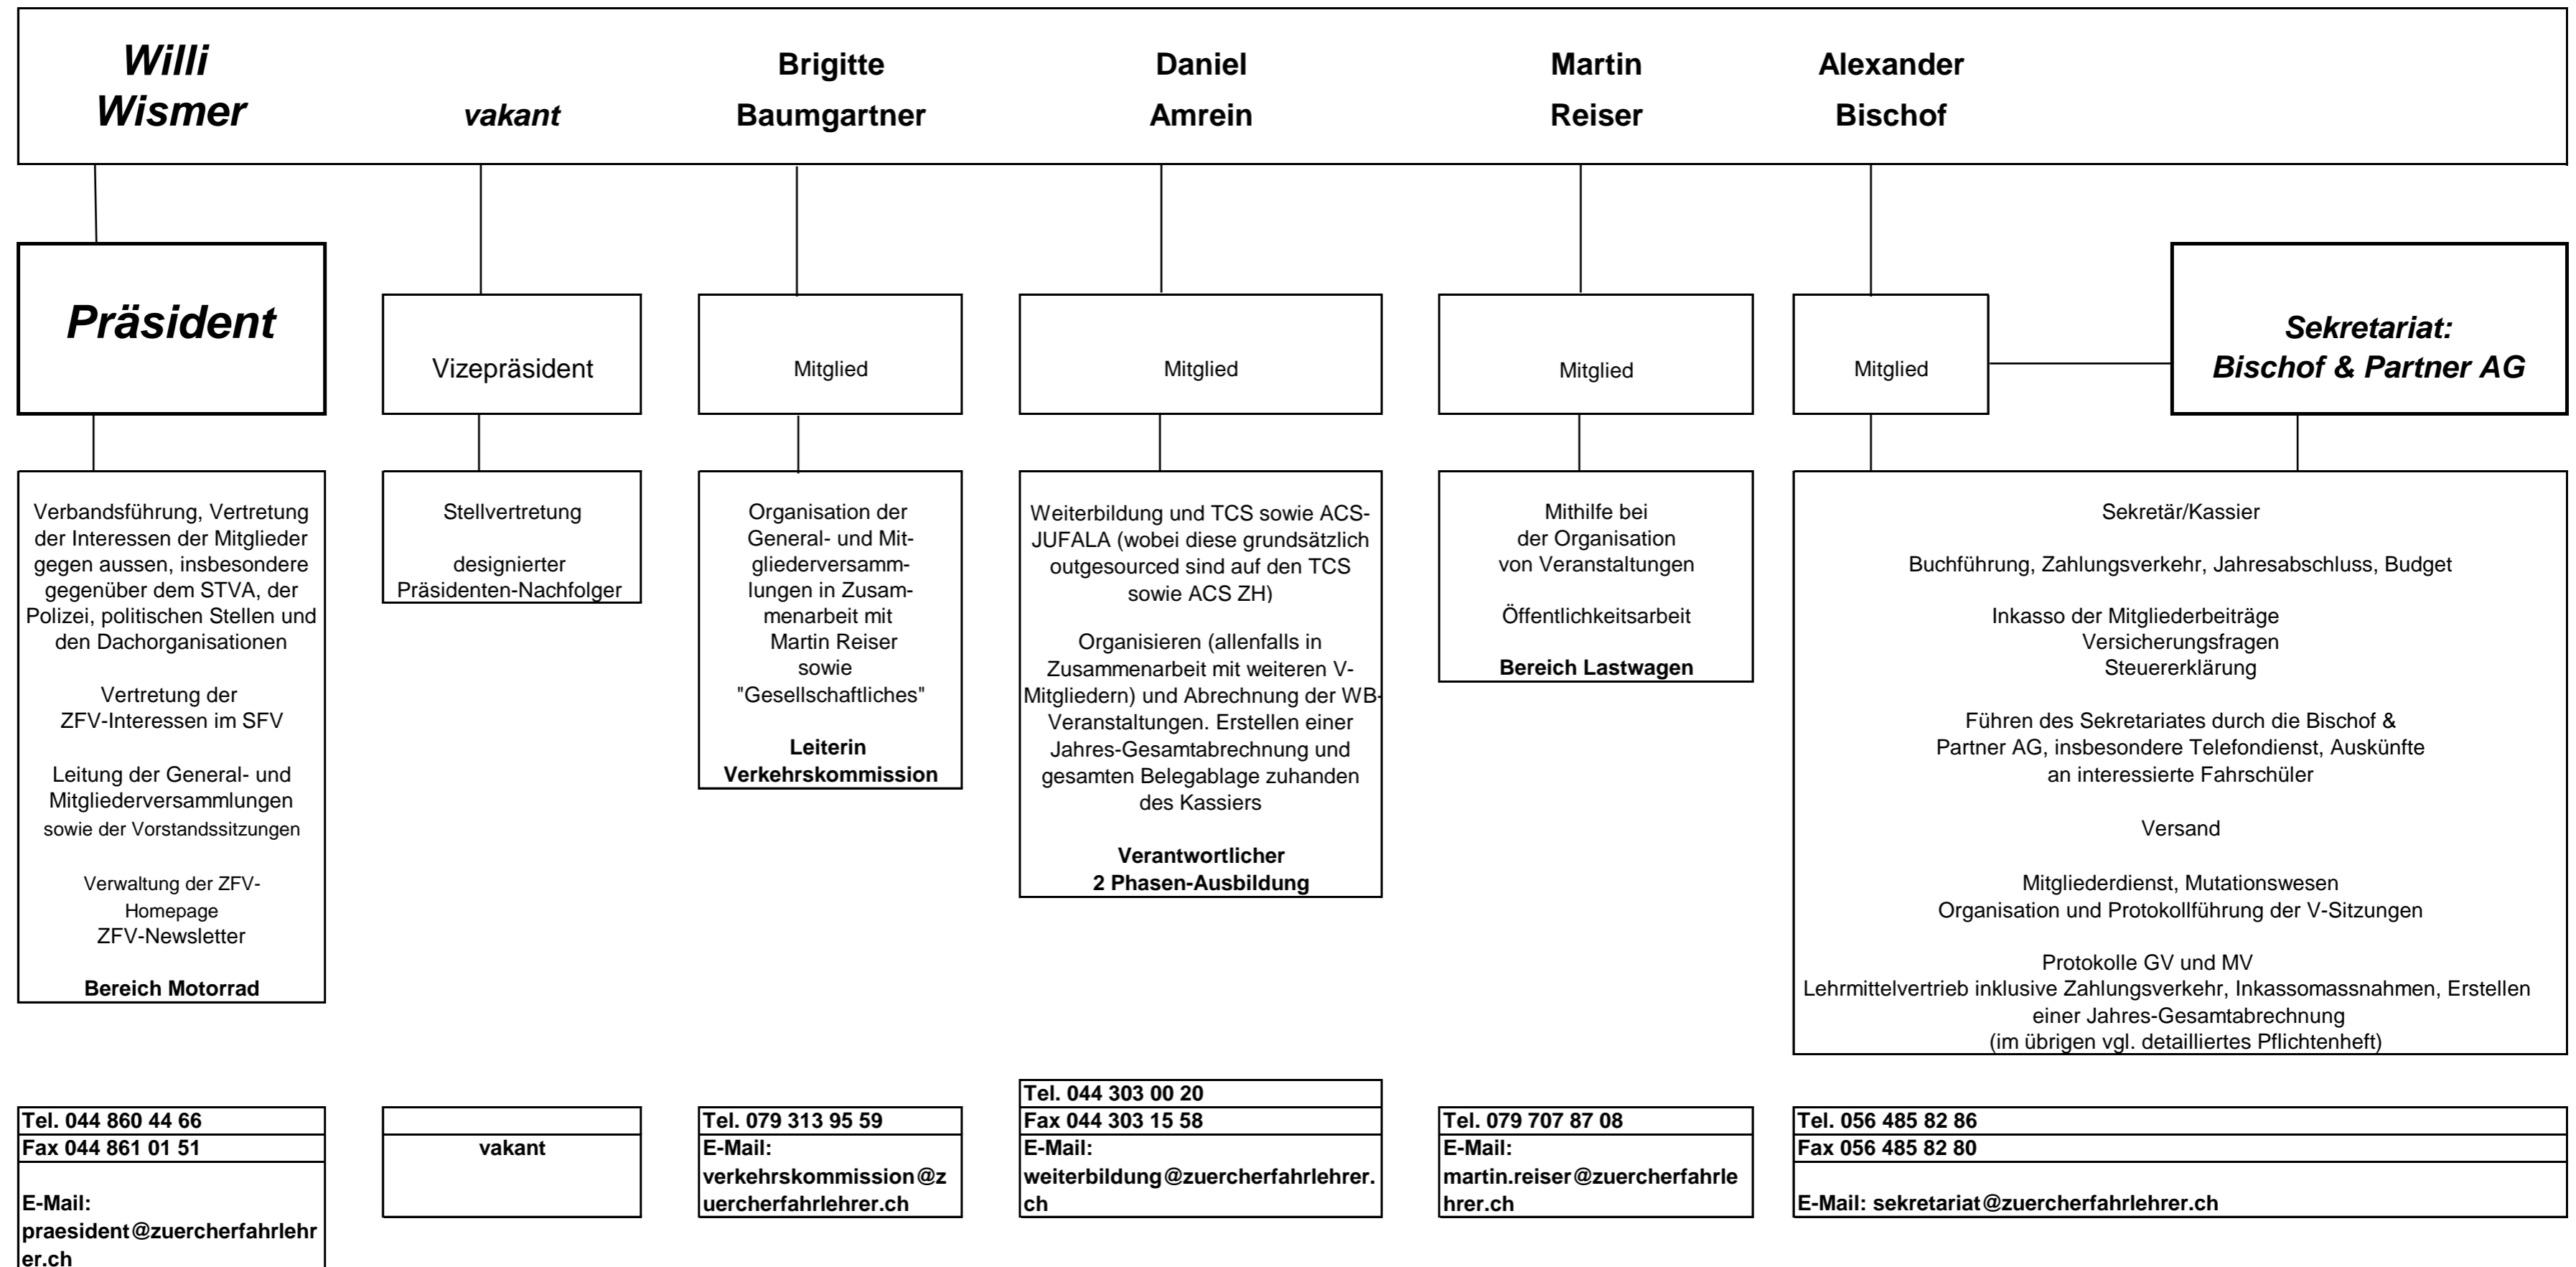 Willi
Wismer
vakant
Brigitte
Baumgartner
Daniel
Amrein
Martin
Reiser
Alexander
Bischof
Präsident
Vizepräsident
Mitglied
Mitglied
Mitglied
Mitglied
Sekretariat:
Bischof & Partner AG
Verbandsführung, Vertretung
der Interessen der Mitglieder
gegen aussen, insbesondere
gegenüber dem STVA, der
Polizei, politischen Stellen und
den Dachorganisationen
Vertretung der
ZFV-Interessen im SFV
Leitung der General- und
Mitgliederversammlungen
sowie der Vorstandssitzungen
Verwaltung der ZFV-
Homepage
ZFV-Newsletter
Bereich Motorrad
Stellvertretung
designierter
Präsidenten-Nachfolger
Organisation der
General- und Mit-
gliederversamm-
lungen in Zusam-
menarbeit mit
Martin Reiser
sowie
"Gesellschaftliches"
Leiterin
Verkehrskommission
Weiterbildung und TCS sowie ACS-
JUFALA (wobei diese grundsätzlich
outgesourced sind auf den TCS
sowie ACS ZH)
Organisieren (allenfalls in
Zusammenarbeit mit weiteren V-
Mitgliedern) und Abrechnung der WB-
Veranstaltungen. Erstellen einer
Jahres-Gesamtabrechnung und
gesamten Belegablage zuhanden
des Kassiers
Verantwortlicher
2 Phasen-Ausbildung
Mithilfe bei
der Organisation
von Veranstaltungen
Öffentlichkeitsarbeit
Bereich Lastwagen
Sekretär/Kassier
Buchführung, Zahlungsverkehr, Jahresabschluss, Budget
Inkasso der Mitgliederbeiträge
Versicherungsfragen
Steuererklärung
Führen des Sekretariates durch die Bischof &
Partner AG, insbesondere Telefondienst, Auskünfte
an interessierte Fahrschüler
Versand
Mitgliederdienst, Mutationswesen
Organisation und Protokollführung der V-Sitzungen
Protokolle GV und MV
Lehrmittelvertrieb inklusive Zahlungsverkehr, Inkassomassnahmen, Erstellen
einer Jahres-Gesamtabrechnung
(im übrigen vgl. detailliertes Pflichtenheft)
Tel. 044 860 44 66
Fax 044 861 01 51
E-Mail:
praesident@zuercherfahrlehr
er.ch
vakant
Tel. 079 313 95 59
E-Mail:
verkehrskommission@z
uercherfahrlehrer.ch
Tel. 044 303 00 20
Fax 044 303 15 58
E-Mail:
weiterbildung@zuercherfahrlehrer.
ch
Tel. 079 707 87 08
E-Mail:
martin.reiser@zuercherfahrle
hrer.ch
Tel. 056 485 82 86
Fax 056 485 82 80
E-Mail: sekretariat@zuercherfahrlehrer.ch